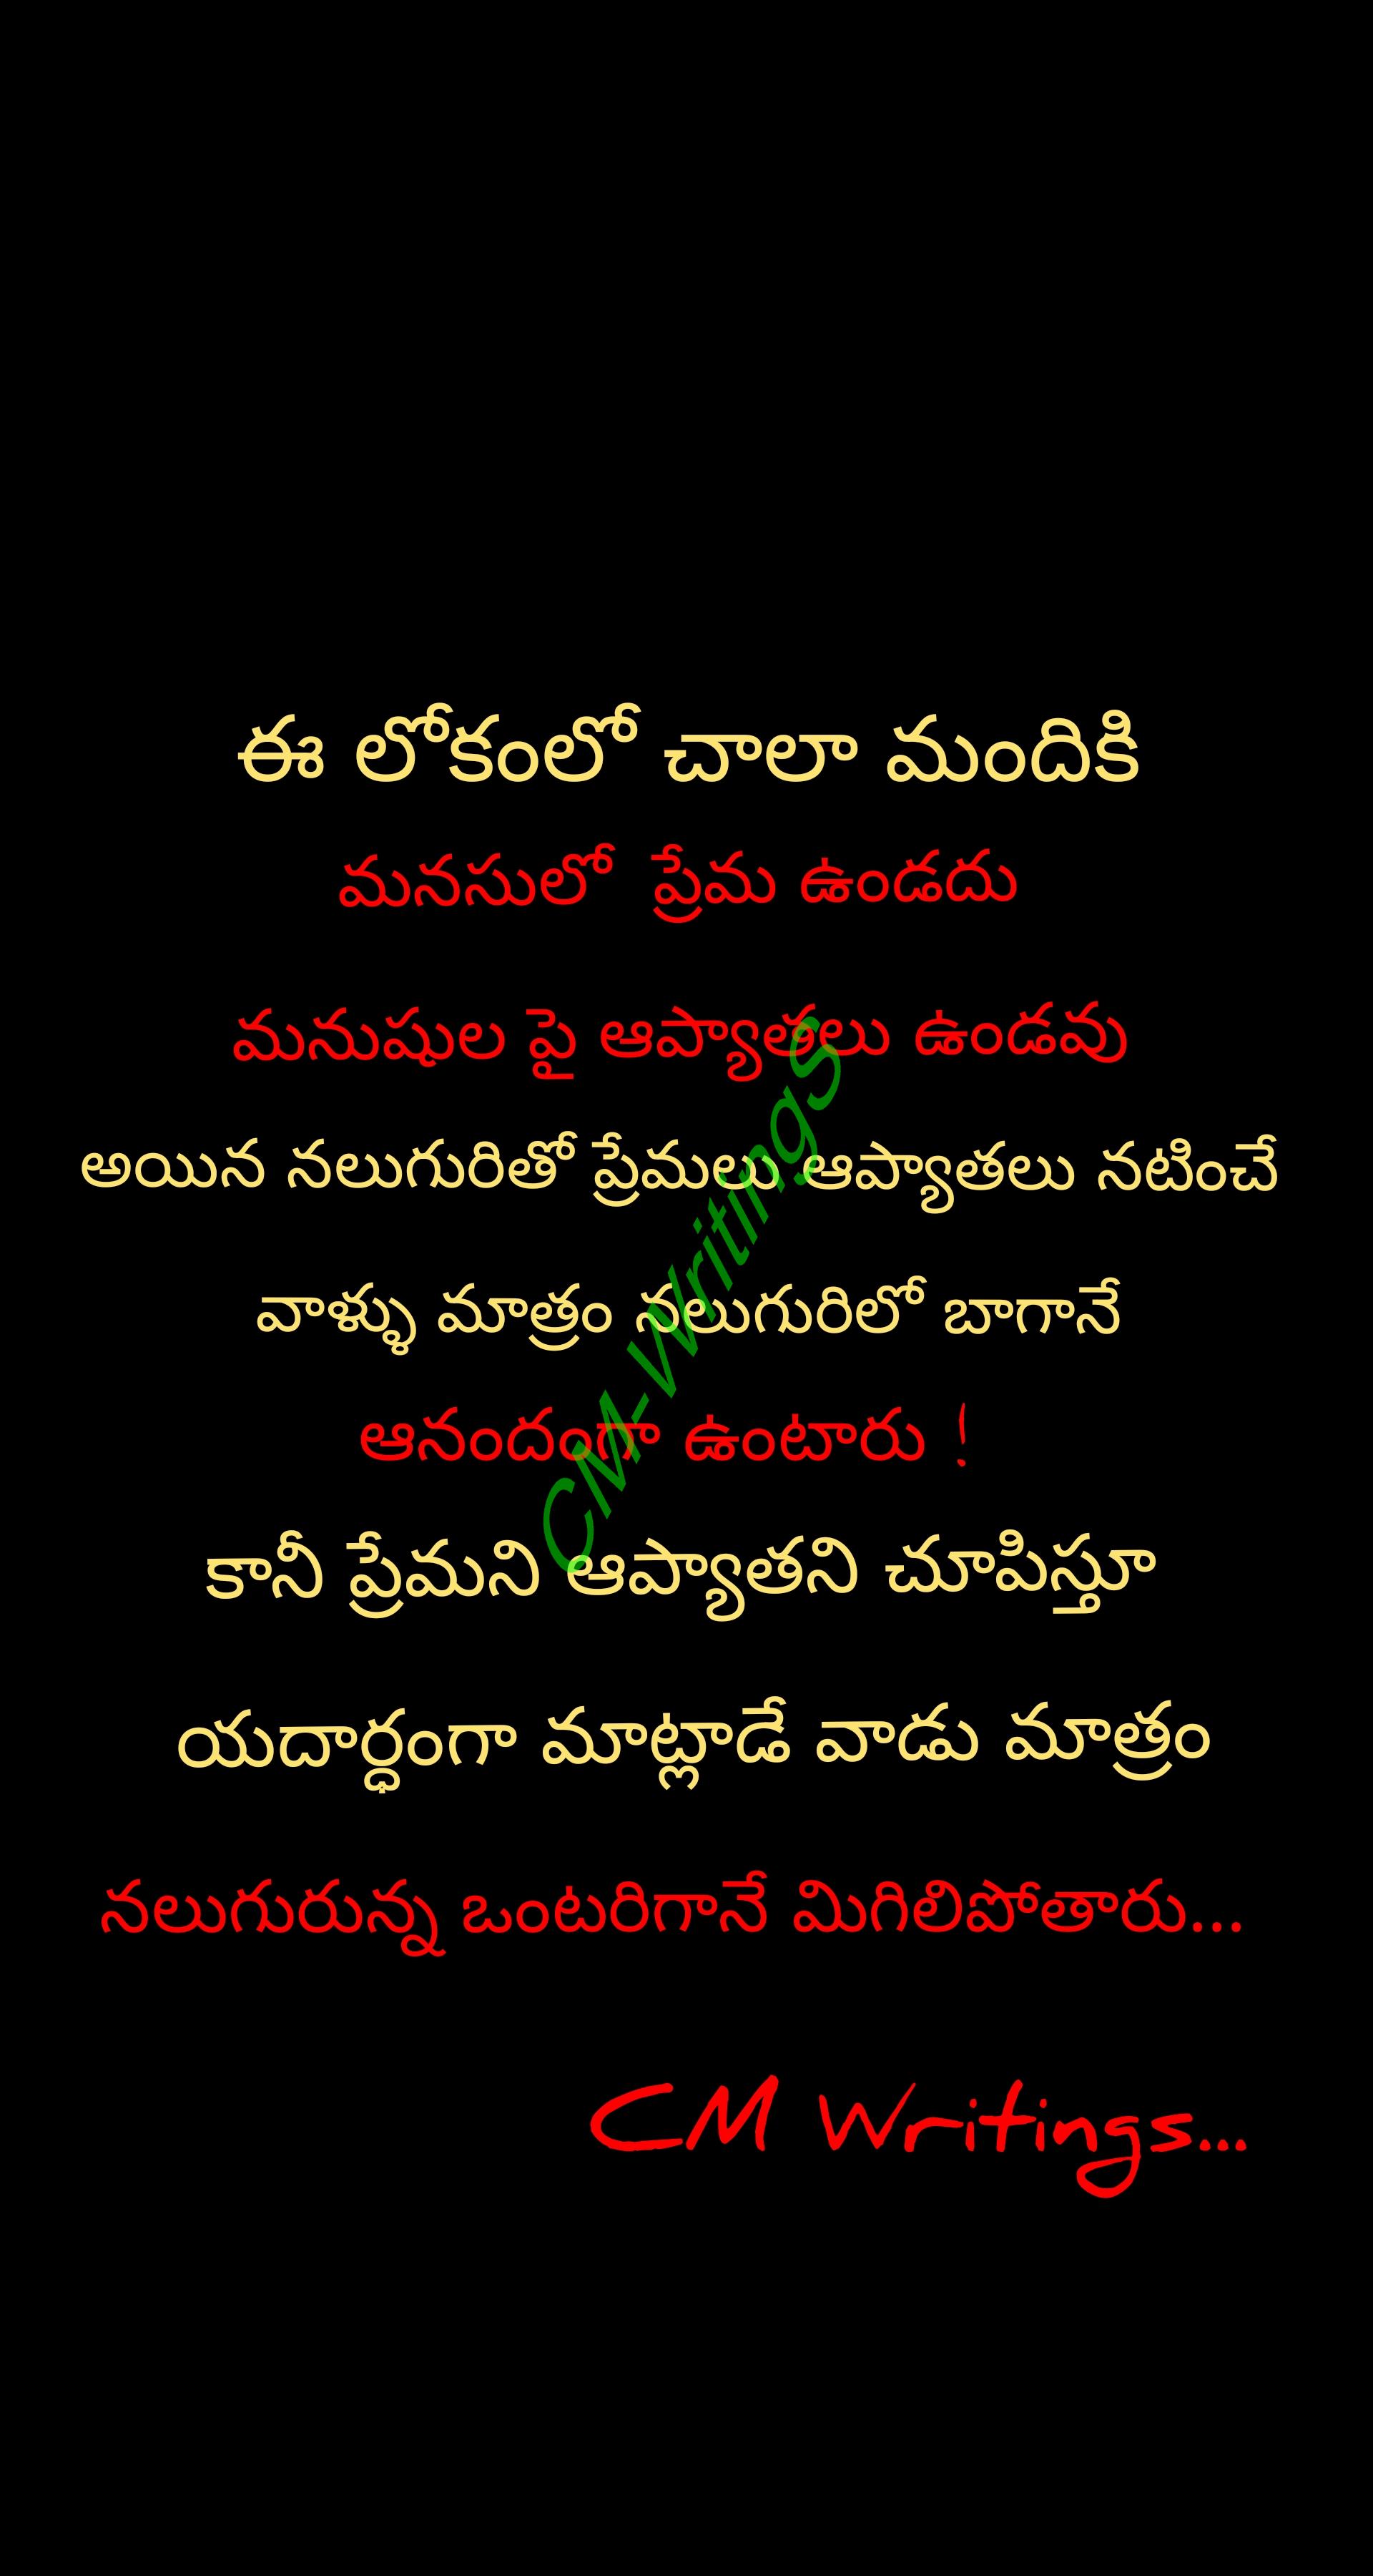 ఈ లోకంలో చాలా మందికి
మనసులో ప్రేమ ఉండదు
మనుషుల పై ఆప్యాతలు ఉండవు
అయిన నలుగురితో ప్రేమలు ఆప్యాతలు నటించే
వాళ్ళు మాత్రం నలుగురిలో బాగానే
ఆనందంగా ఉంటారు !
కానీ ప్రేమని ఆప్యాతని చూపిస్తూ
యదార్ధంగా మాట్లాడే వాడు మాత్రం
నలుగురున్న ఒంటరిగానే మిగిలిపోతారు...
CM Writings...
CM-Writings